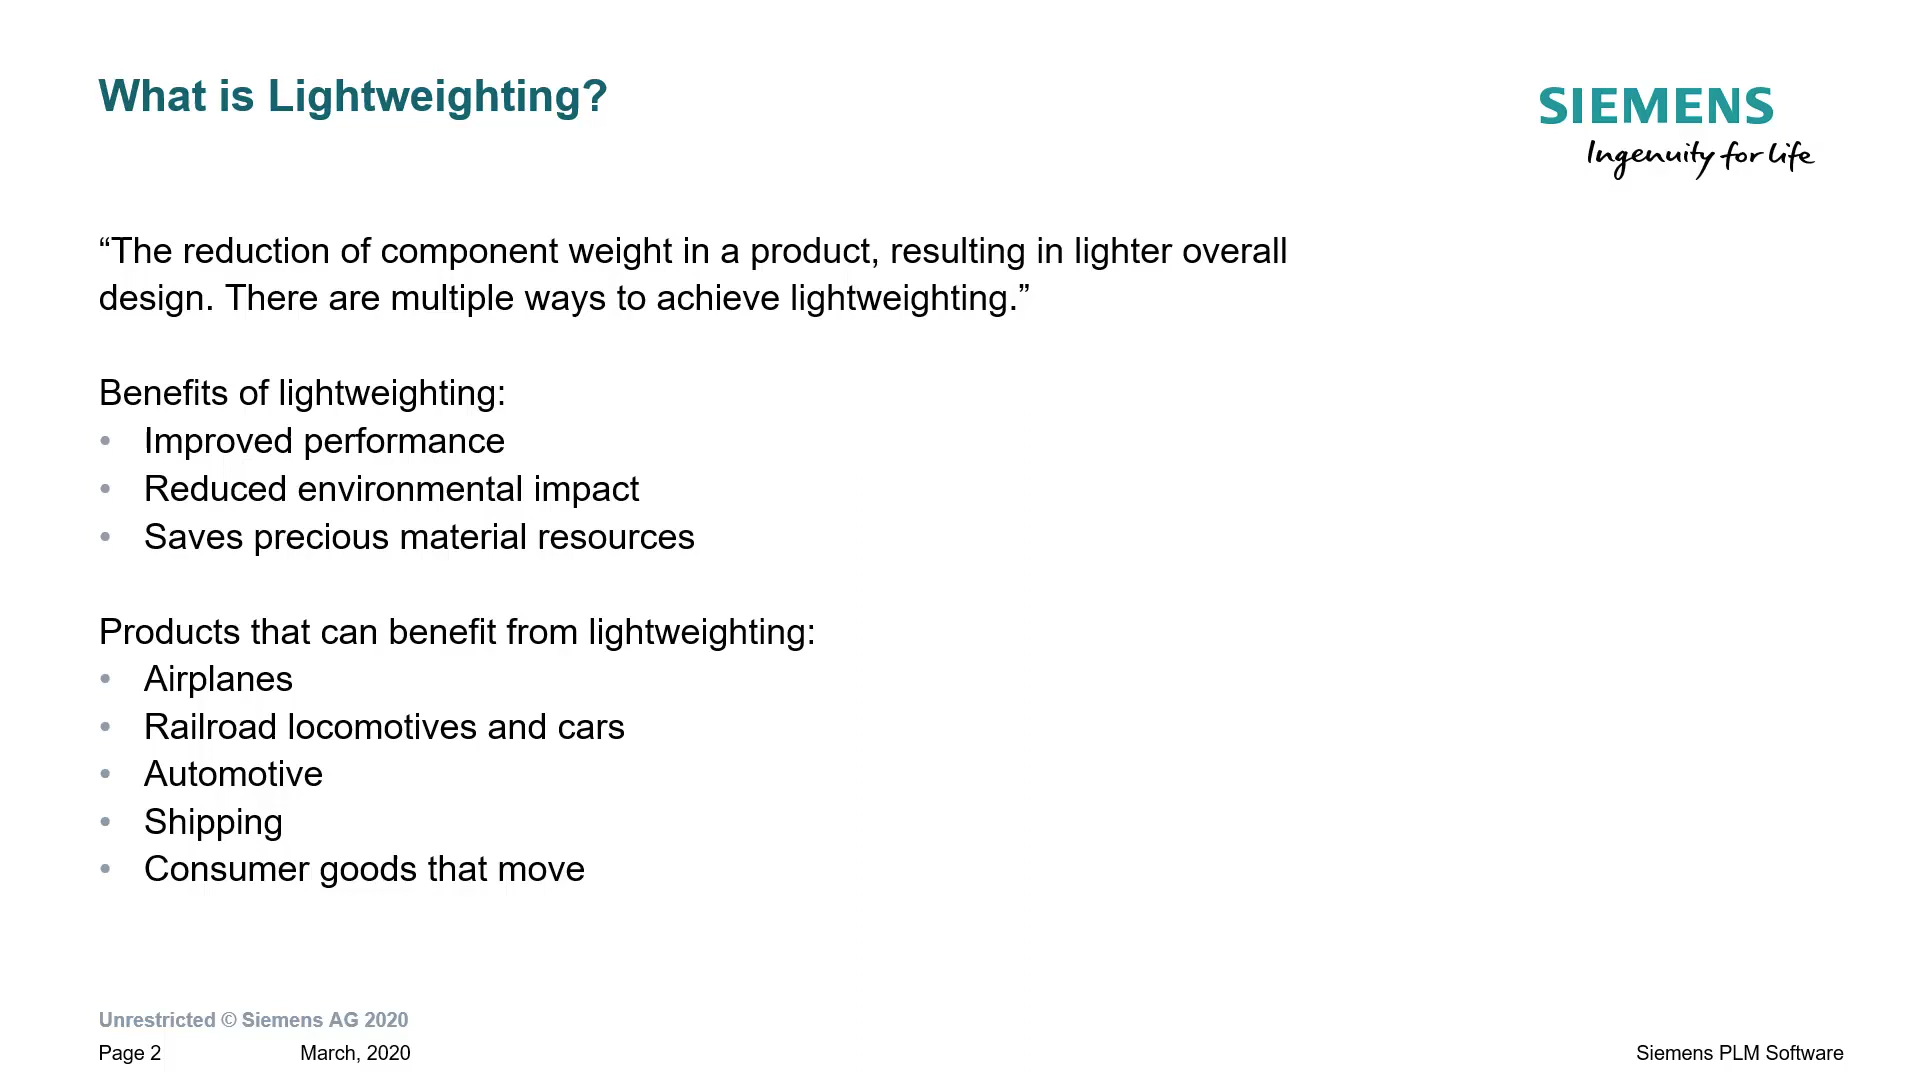 What is Lightweighting?
SIEMENS
Ingenuity for life
“The reduction of component weight in a product, resulting in lighter overall
design. There are multiple ways to achieve lightweighting.”
Benefits of lightweighting:
• Improved performance
• Reduced environmental impact
• Saves precious material resources
Products that can benefit from lightweighting:
• Airplanes
• Railroad locomotives and cars
• Automotive
• Shipping
• Consumer goods that move
Unrestricted © Siemens AG 2020
Page 2 March, 2020 Siemens PLM Software